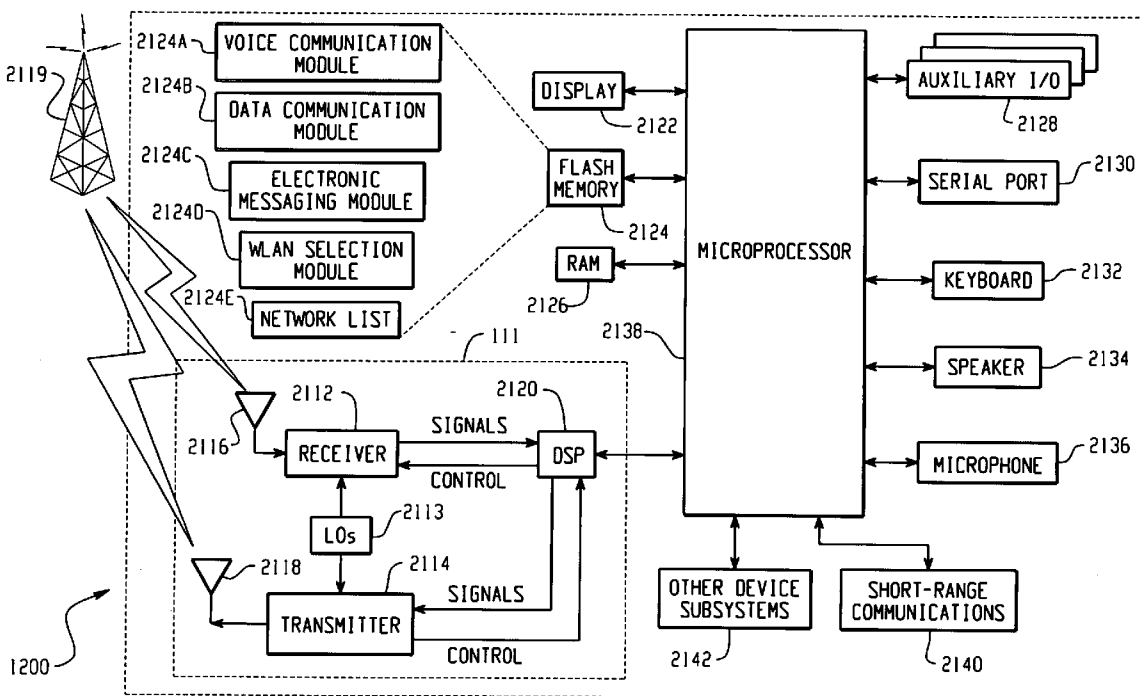 2119
2124A
VOICE COMMUNICATION
MODULE
2124B
DATA COMMUNICATION
MODULE
2124C
ELECTRONIC
MESSAGING MODULE
2124D
WLAN SELECTION
MODULE
2124E
NETWORK LIST
DISPLAY
2122
FLASH
MEMORY
2124
RAM
2126
MICROPROCESSOR
2138
AUXILIARY I/O
2128
SERIAL PORT
2130
KEYBOARD
2132
SPEAKER
2134
MICROPHONE
2136
111
2116
2112
RECEIVER
SIGNALS
CONTROL
2120
DSP
LOs
2113
2118
2114
TRANSMITTER
SIGNALS
CONTROL
OTHER DEVICE
SUBSYSTEMS
2142
SHORT-RANGE
COMMUNICATIONS
2140
1200